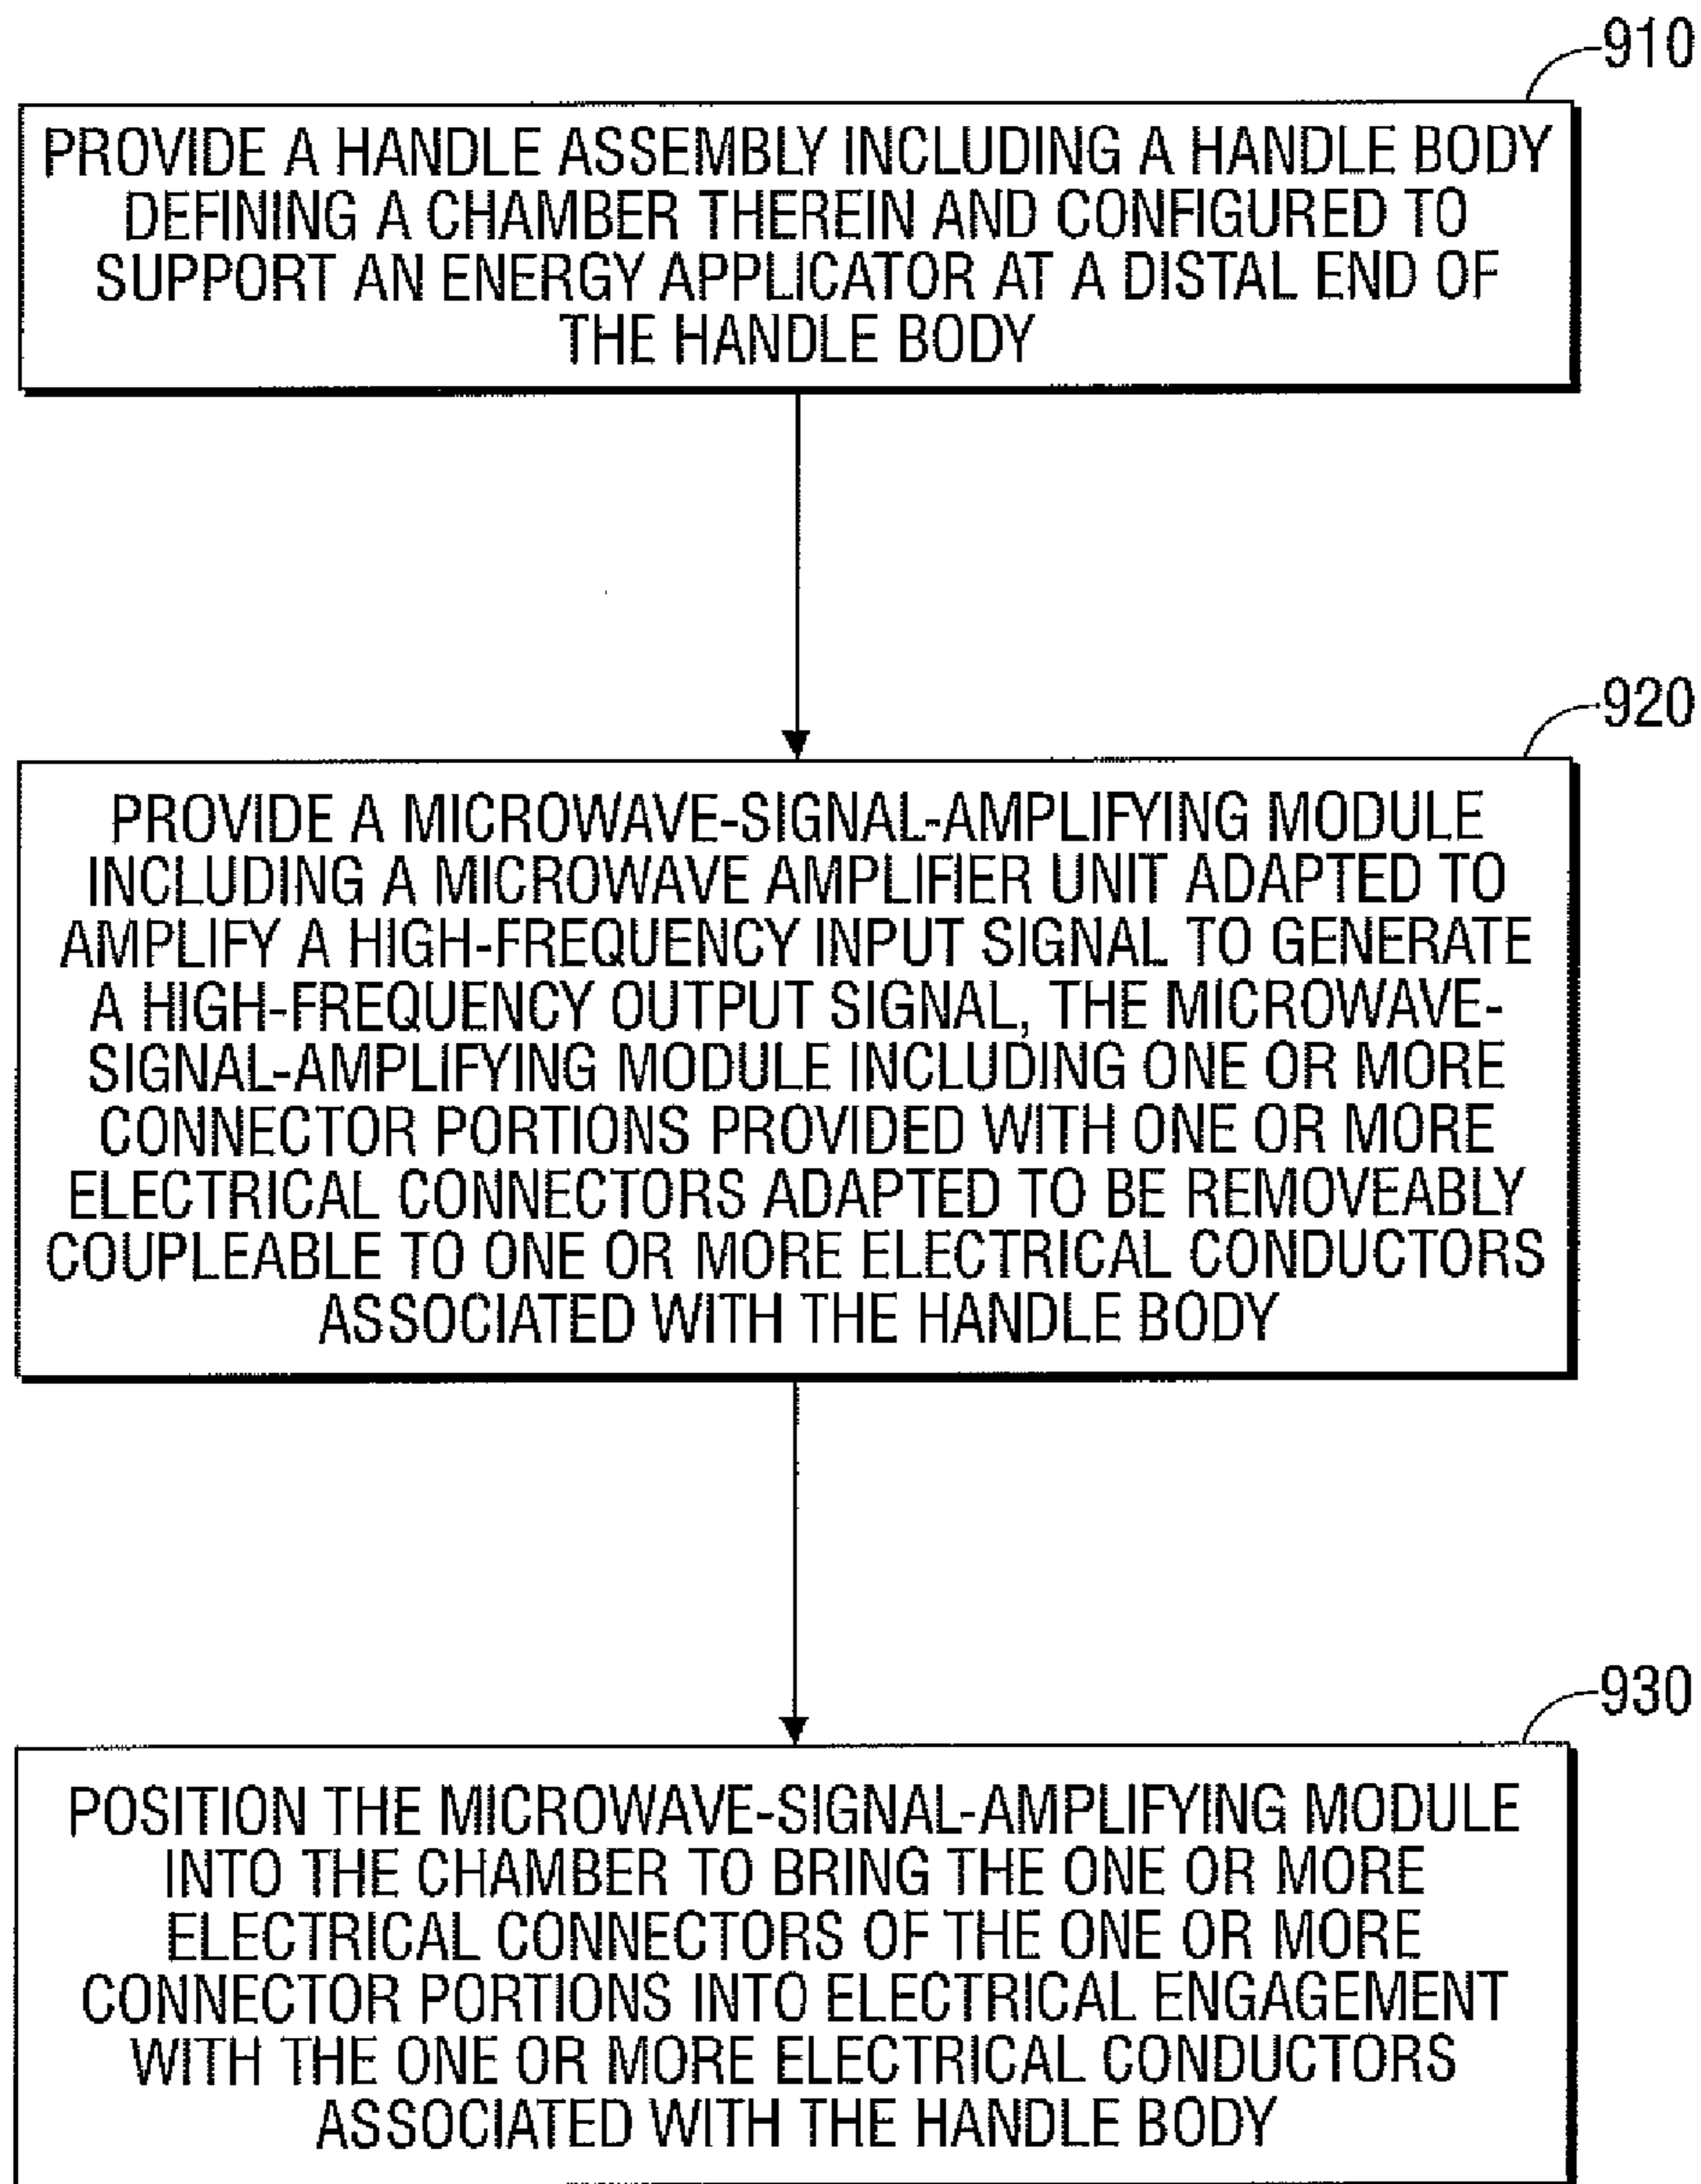 910
PROVIDE A HANDLE ASSEMBLY INCLUDING A HANDLE BODY
DEFINING A CHAMBER THEREIN AND CONFIGURED TO
SUPPORT AN ENERGY APPLICATOR AT A DISTAL END OF
THE HANDLE BODY
920
PROVIDE A MICROWAVE-SIGNAL-AMPLIFYING MODULE
INCLUDING A MICROWAVE AMPLIFIER UNIT ADAPTED TO
AMPLIFY A HIGH-FREQUENCY INPUT SIGNAL TO GENERATE
A HIGH-FREQUENCY OUTPUT SIGNAL, THE MICROWAVE-
SIGNAL-AMPLIFYING MODULE INCLUDING ONE OR MORE
CONNECTOR PORTIONS PROVIDED WITH ONE OR MORE
ELECTRICAL CONNECTORS ADAPTED TO BE REMOVEABLY
COUPLEABLE TO ONE OR MORE ELECTRICAL CONDUCTORS
ASSOCIATED WITH THE HANDLE BODY
930
POSITION THE MICROWAVE-SIGNAL-AMPLIFYING MODULE
INTO THE CHAMBER TO BRING THE ONE OR MORE
ELECTRICAL CONNECTORS OF THE ONE OR MORE
CONNECTOR PORTIONS INTO ELECTRICAL ENGAGEMENT
WITH THE ONE OR MORE ELECTRICAL CONDUCTORS
ASSOCIATED WITH THE HANDLE BODY